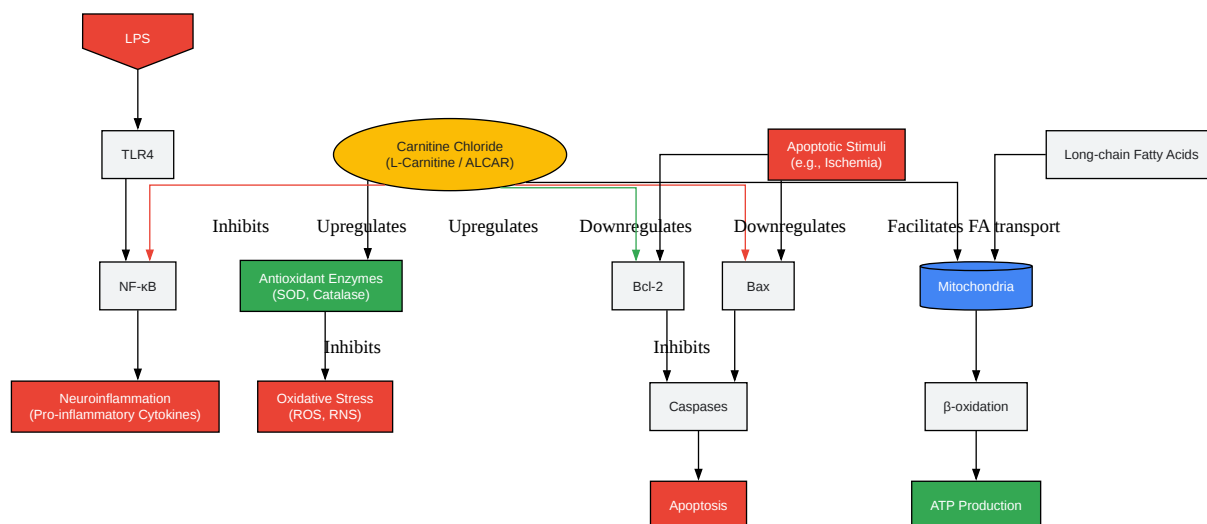 LPS
TLR4
Carnitine Chloride
(L-Carnitine / ALCAR)
Apoptotic Stimuli
(e.g., Ischemia)
Long-chain Fatty Acids
Inhibits
Upregulates
Upregulates
Downregulates
Downregulates
Facilitates FA transport
NF-κB
Antioxidant Enzymes
(SOD, Catalase)
Bcl-2
Bax
Mitochondria
Inhibits
Inhibits
Neuroinflammation
(Pro-inflammatory Cytokines)
Oxidative Stress
(ROS, RNS)
Caspases
β-oxidation
Apoptosis
ATP Production